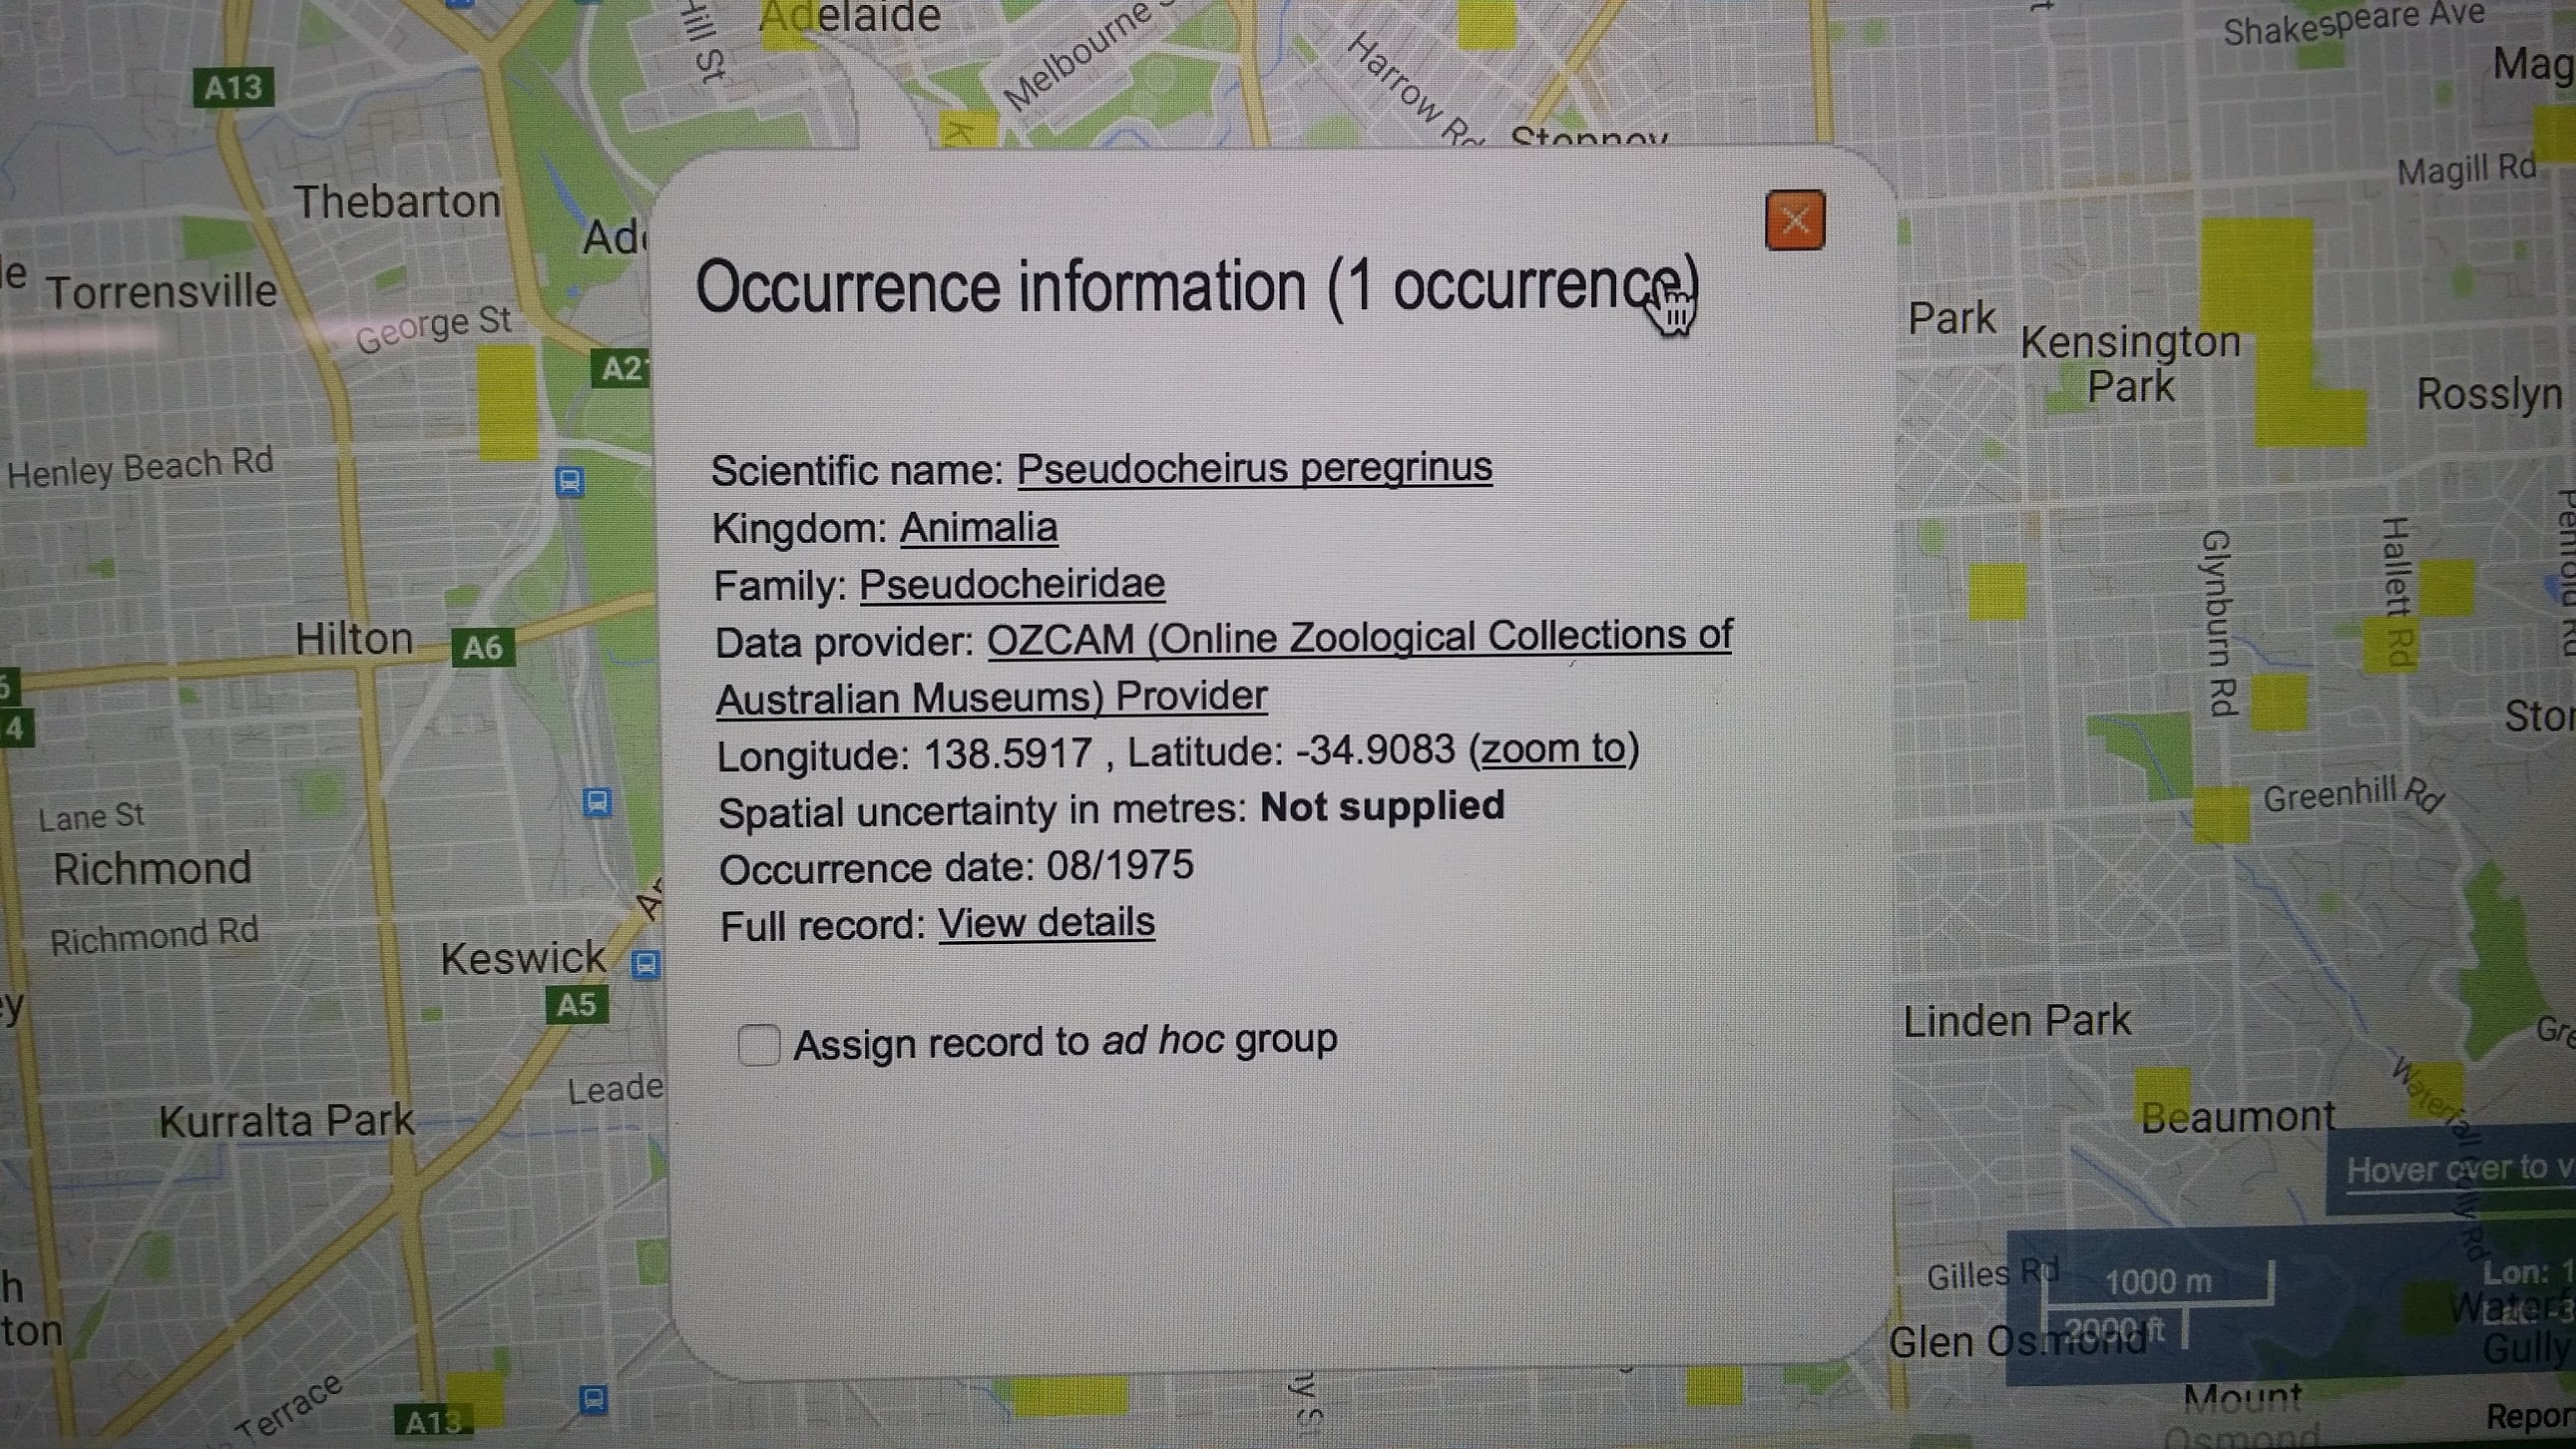 Adelaide
Hill St
Melbourne
Harrow Rd
Shakespeare Ave
Mag
A13
Stepney
Magill Rd
Thebarton
Torrensville
George St
A2
Park
Kensington
Park
Rosslyn
Henley Beach Rd
Occurrence information (1 occurrence)
Scientific name: Pseudocheirus peregrinus
Kingdom: Animalia
Family: Pseudocheiridae
Data provider: OZCAM (Online Zoological Collections of
Australian Museums) Provider
Longitude: 138.5917 , Latitude: -34.9083 (zoom to)
Spatial uncertainty in metres: Not supplied
Occurrence date: 08/1975
Full record: View details
Assign record to ad hoc group
Hilton
A6
Glynburn Rd
Hallett Rd
Lane St
Richmond
Richmond Rd
Keswick
A5
Greenhill Rd
Linden Park
Leade
Kurralta Park
Beaumont
Hover over to v
Gilles Rd
1000 m
2000 ft
Lon: 1
Glen Osmond
Gully
Mount
Osmond
Terrace
A13
Repor